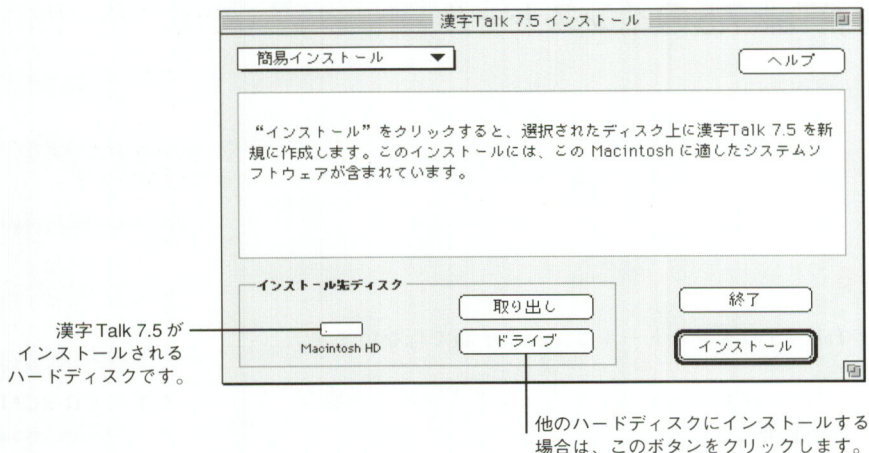 漢字Talk 7.5 インストール
簡易インストール
ヘルプ
“インストール”をクリックすると、選択されたディスク上に漢字Talk 7.5 を新
規に作成します。このインストールには、この Macintosh に適したシステムソ
フトウェアが含まれています。
インストール先ディスク
取り出し
終了
Macintosh HD
ドライブ
インストール
漢字 Talk 7.5 が
インストールされる
ハードディスクです。
他のハードディスクにインストールする
場合は、このボタンをクリックします。